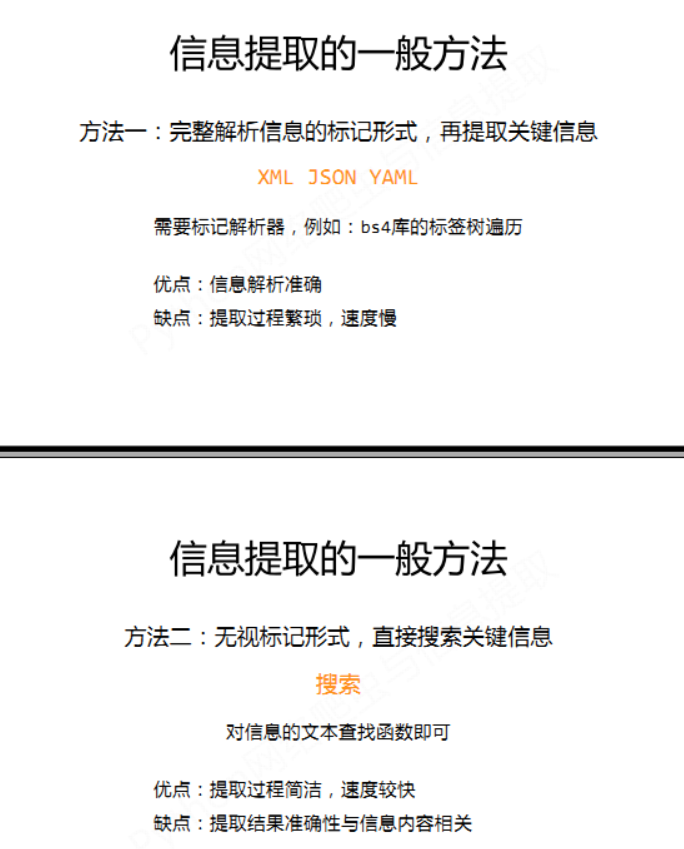 信息提取的一般方法
方法一：完整解析信息的标记形式，再提取关键信息
XML JSON YAML
需要标记解析器，例如：bs4库的标签树遍历
优点：信息解析准确
缺点：提取过程繁琐，速度慢
信息提取的一般方法
方法二：无视标记形式，直接搜索关键信息
搜索
对信息的文本查找函数即可
优点：提取过程简洁，速度较快
缺点：提取结果准确性与信息内容相关